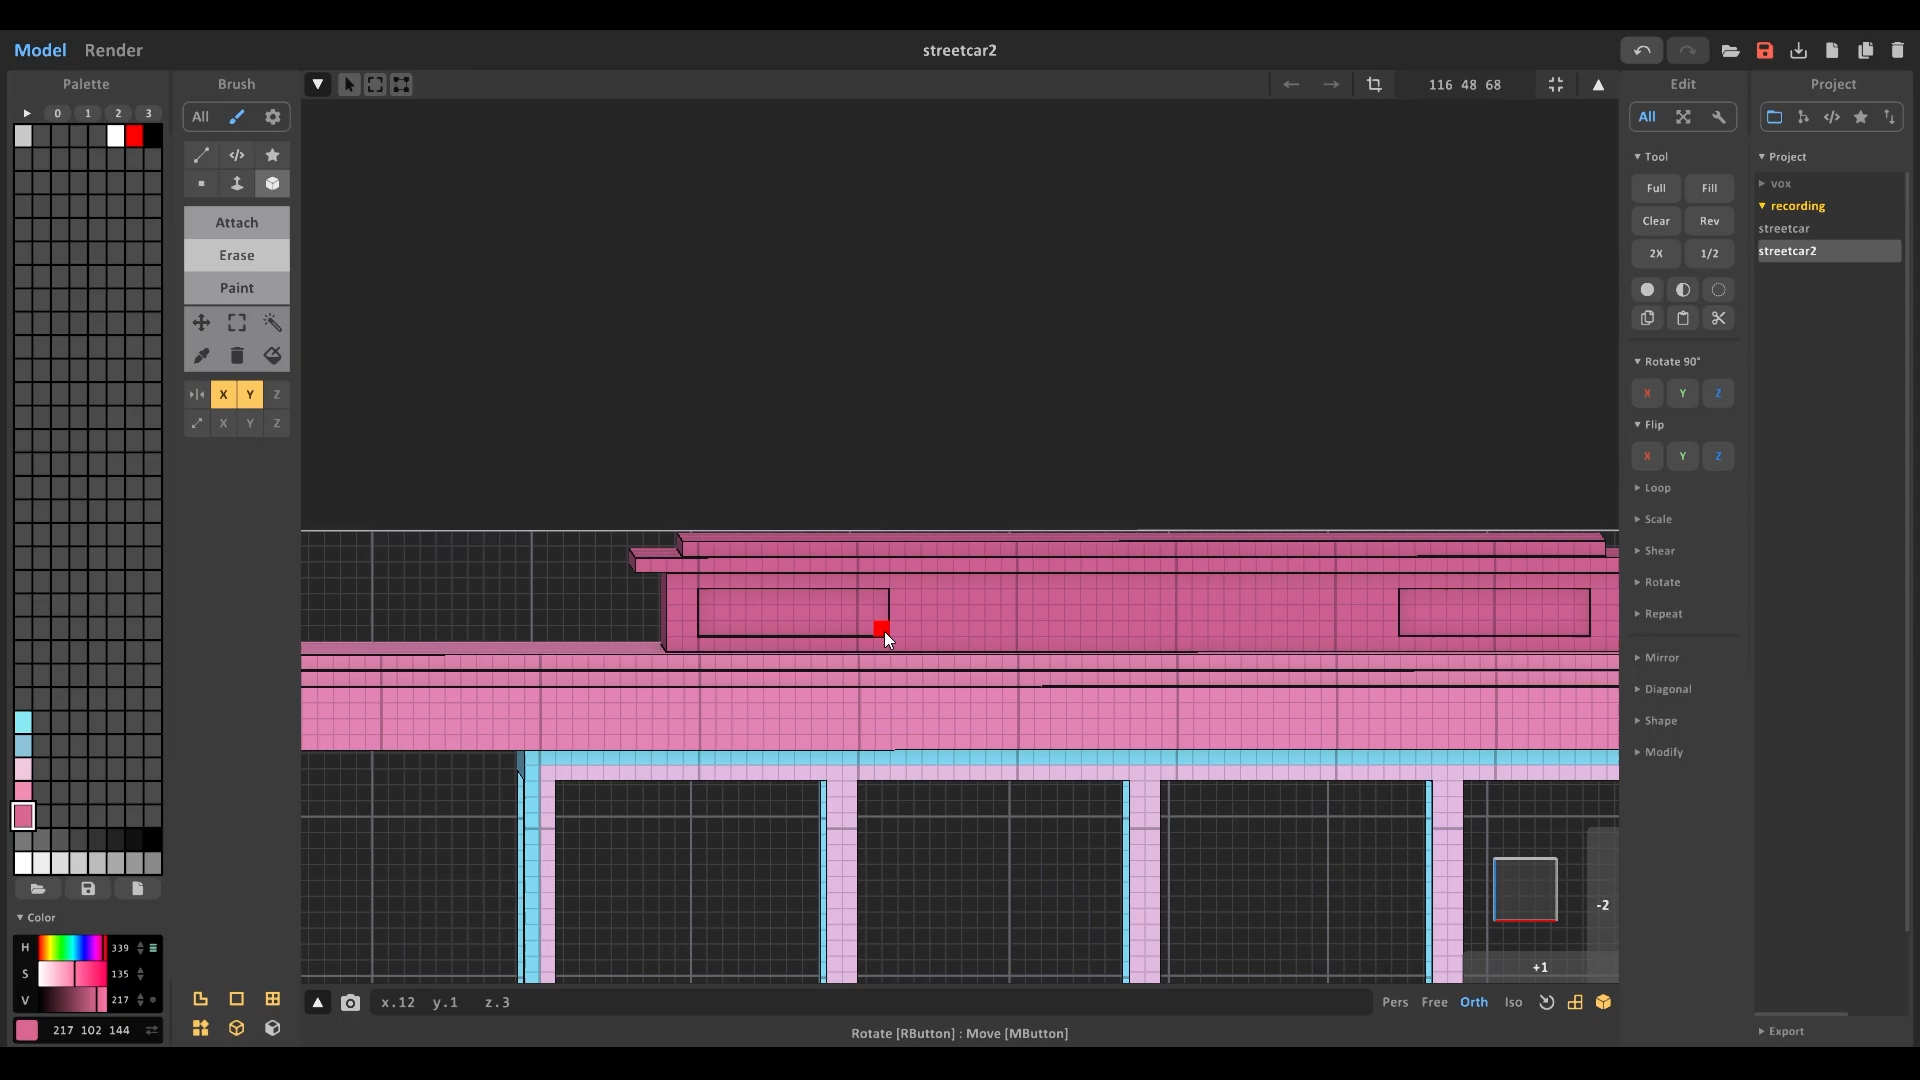 Model Render
streetcar2
Palette
Brush
116 48 68
Edit
Project
0 1 2 3
All
All
Project
Tool
vox
Full Fill
recording
Attach
Clear Rev
streetcar
Erase
2X 1/2
streetcar2
Paint
Rotate 90°
X Y Z
X Y Z
X Y Z
Flip
X Y Z
Loop
Scale
Shear
Rotate
Repeat
Mirror
Diagonal
Shape
Modify
-2
Color
H 339
+1
S 135
V 217
x.12 y.1 z.3
Pers Free Orth Iso
217 102 144
Rotate [RButton] : Move [MButton]
Export